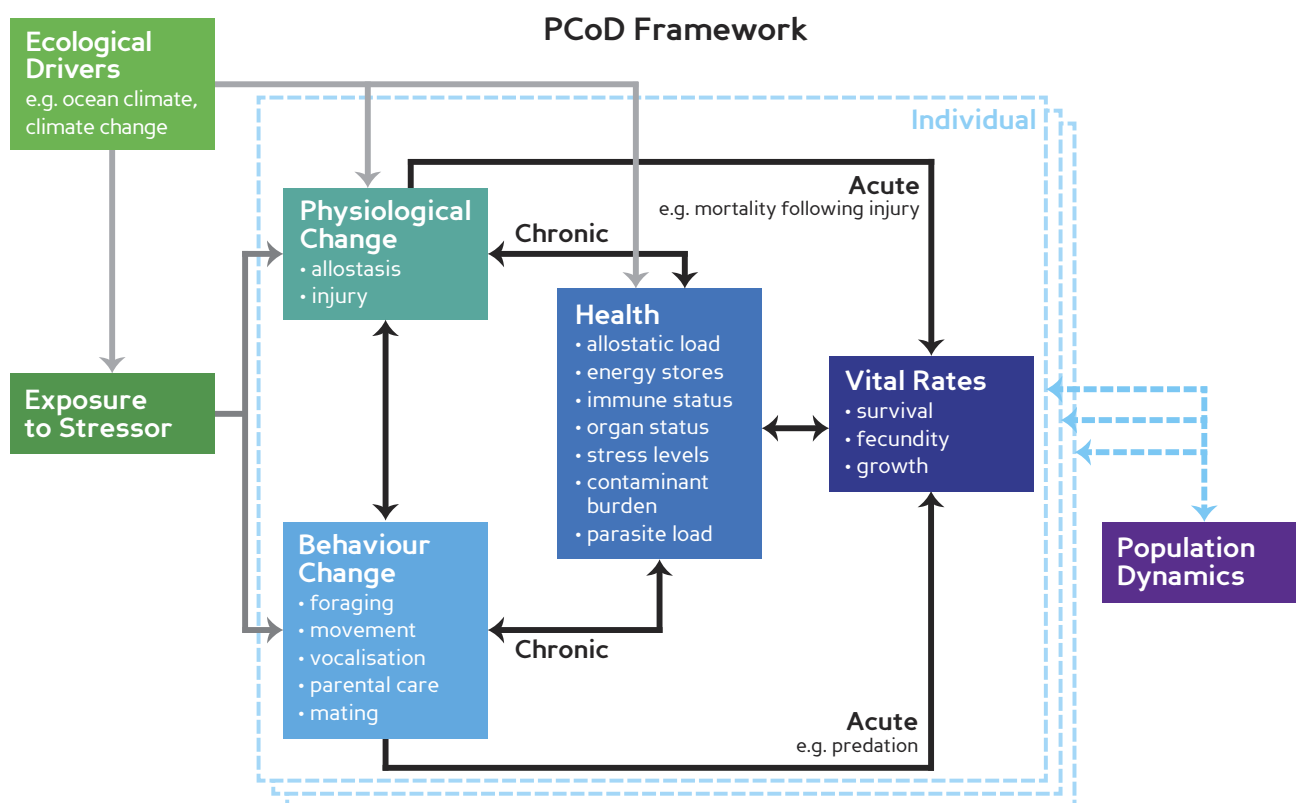 PCoD Framework
Ecological
Drivers
e.g. ocean climate,
climate change
Individual
Acute
e.g. mortality following injury
Physiological
Change
• allostasis
• injury
Chronic
Health
• allostatic load
• energy stores
• immune status
• organ status
• stress levels
• contaminant
burden
• parasite load
Vital Rates
• survival
• fecundity
• growth
Exposure
to Stressor
Behaviour
Change
• foraging
• movement
• vocalisation
• parental care
• mating
Chronic
Acute
e.g. predation
Population
Dynamics